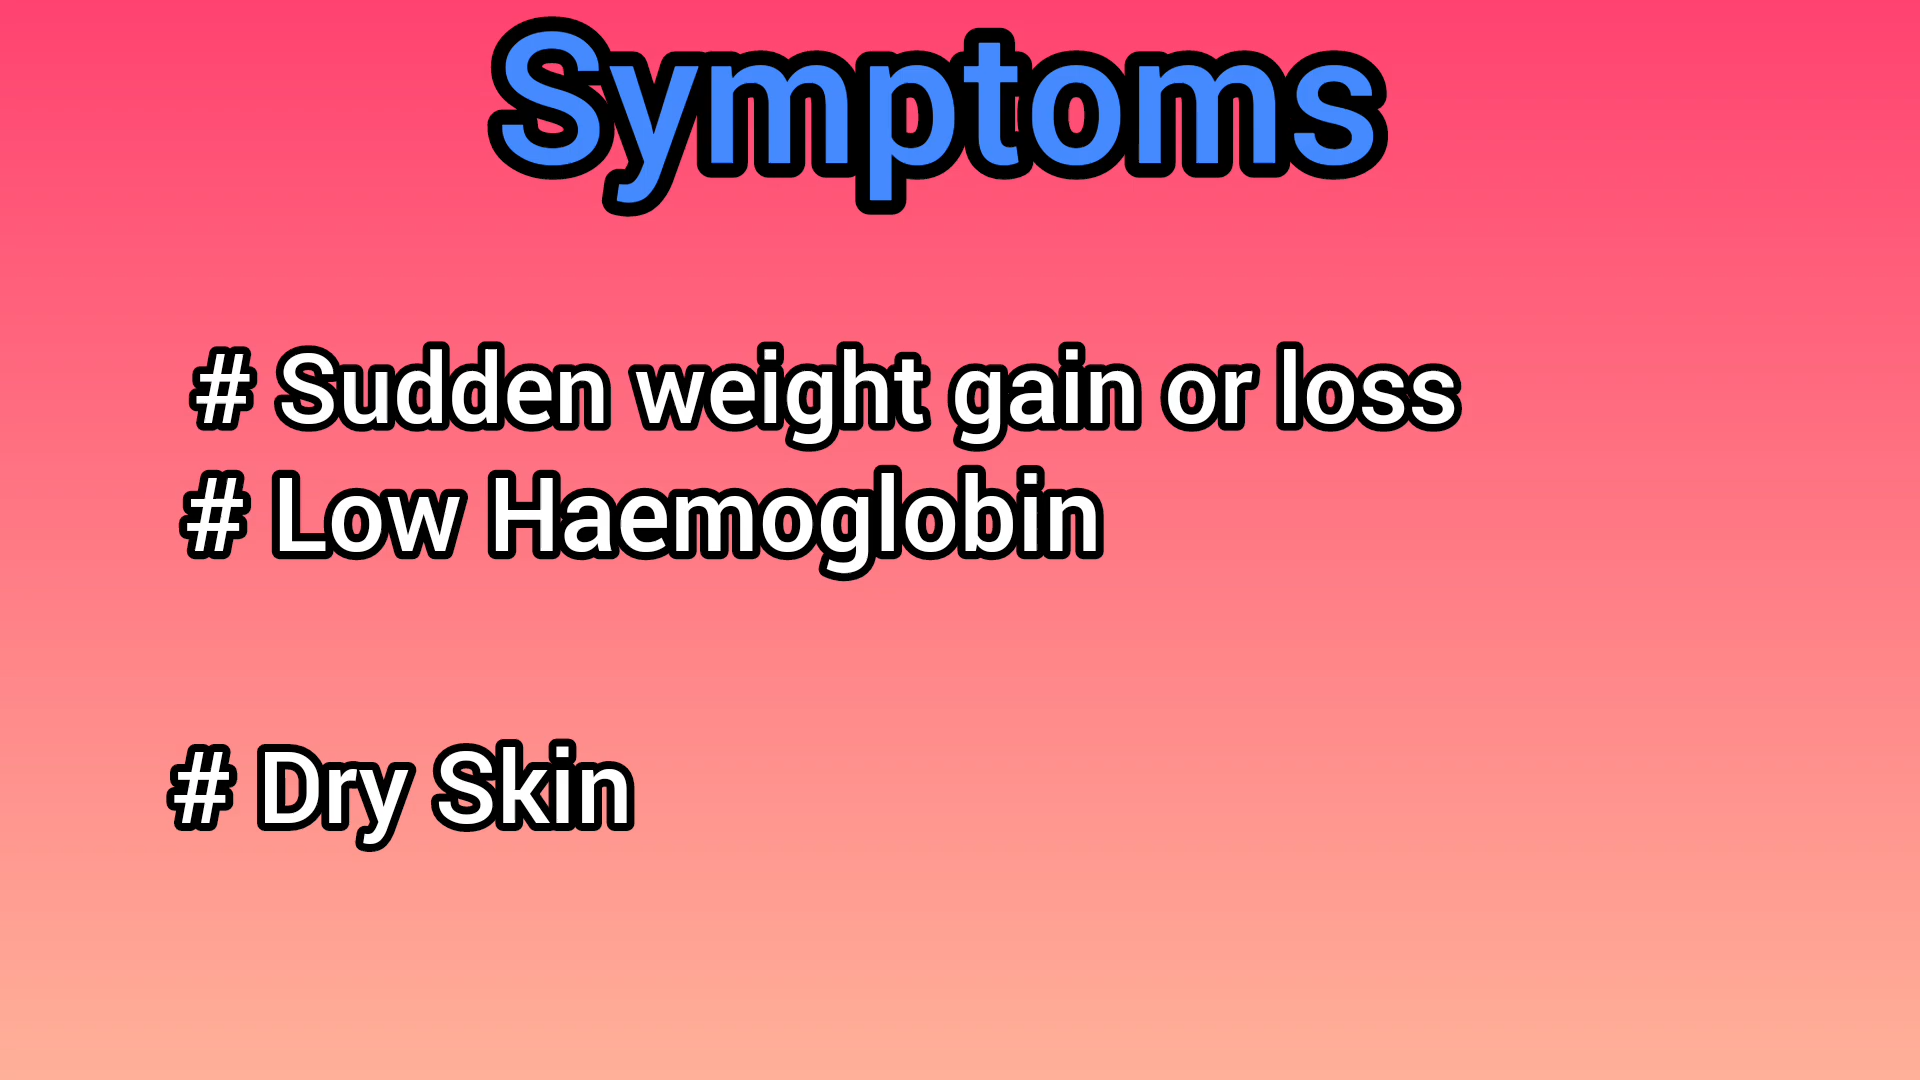 Symptoms
# Sudden weight gain or loss
# Low Haemoglobin
# Dry Skin